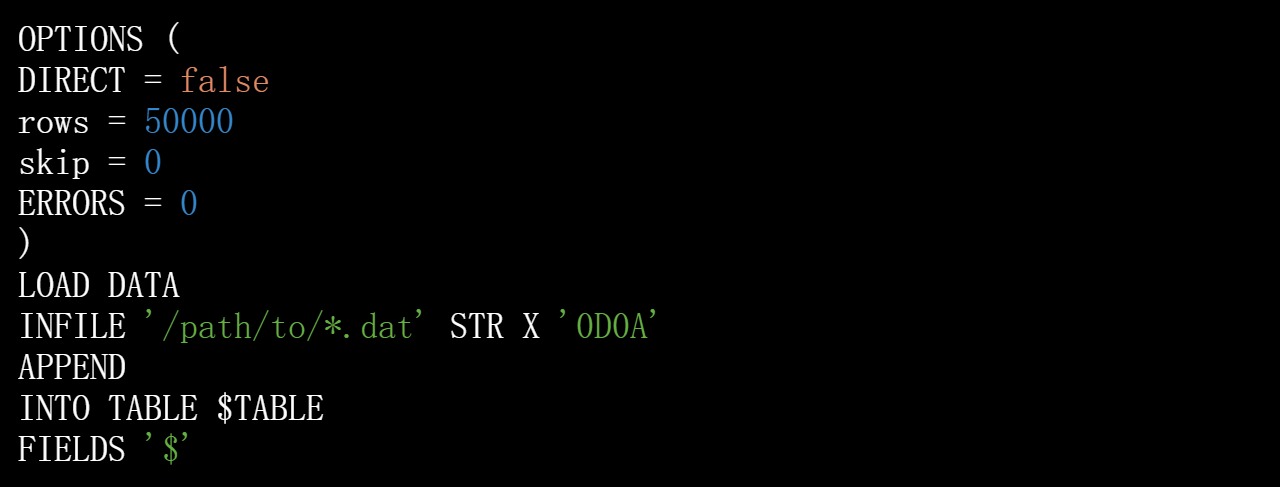 OPTIONS (
DIRECT = false
rows = 50000
skip = 0
ERRORS = 0
)
LOAD DATA
INFILE '/path/to/*.dat' STR X '0D0A'
APPEND
INTO TABLE $TABLE
FIELDS '$'